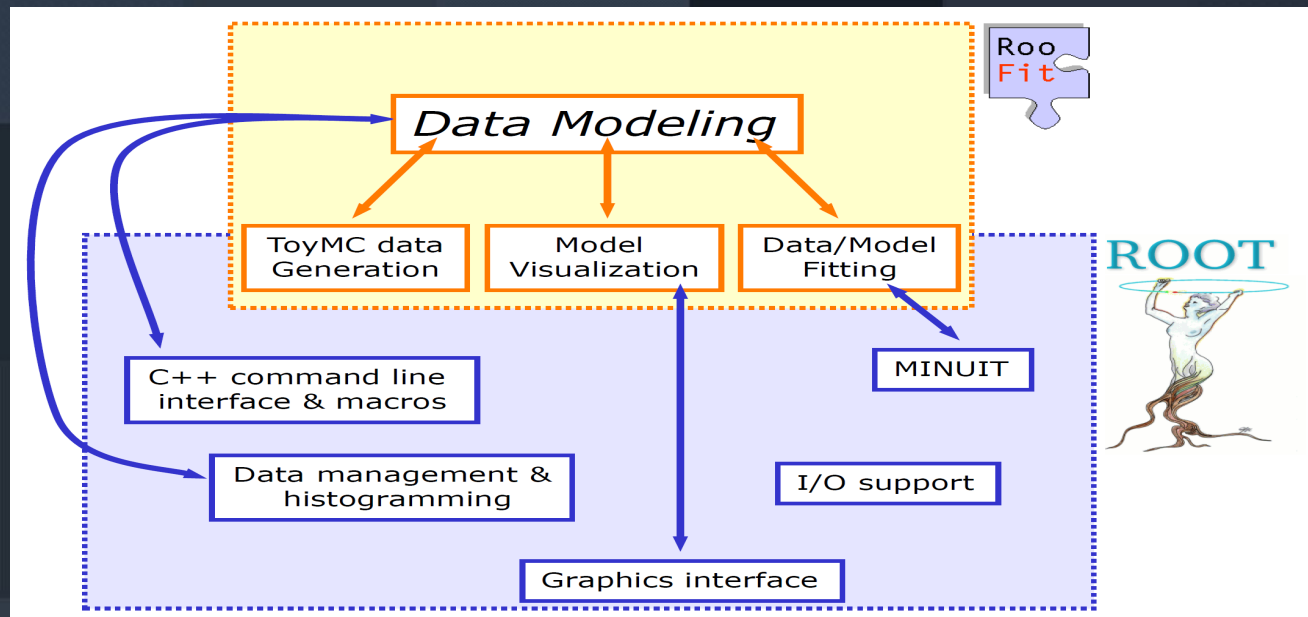 Roo
Fit
Data Modeling
ToyMC data
Generation
Model
Visualization
Data/Model
Fitting
ROOT
C++ command line
interface & macros
MINUIT
Data management &
histogramming
I/O support
Graphics interface